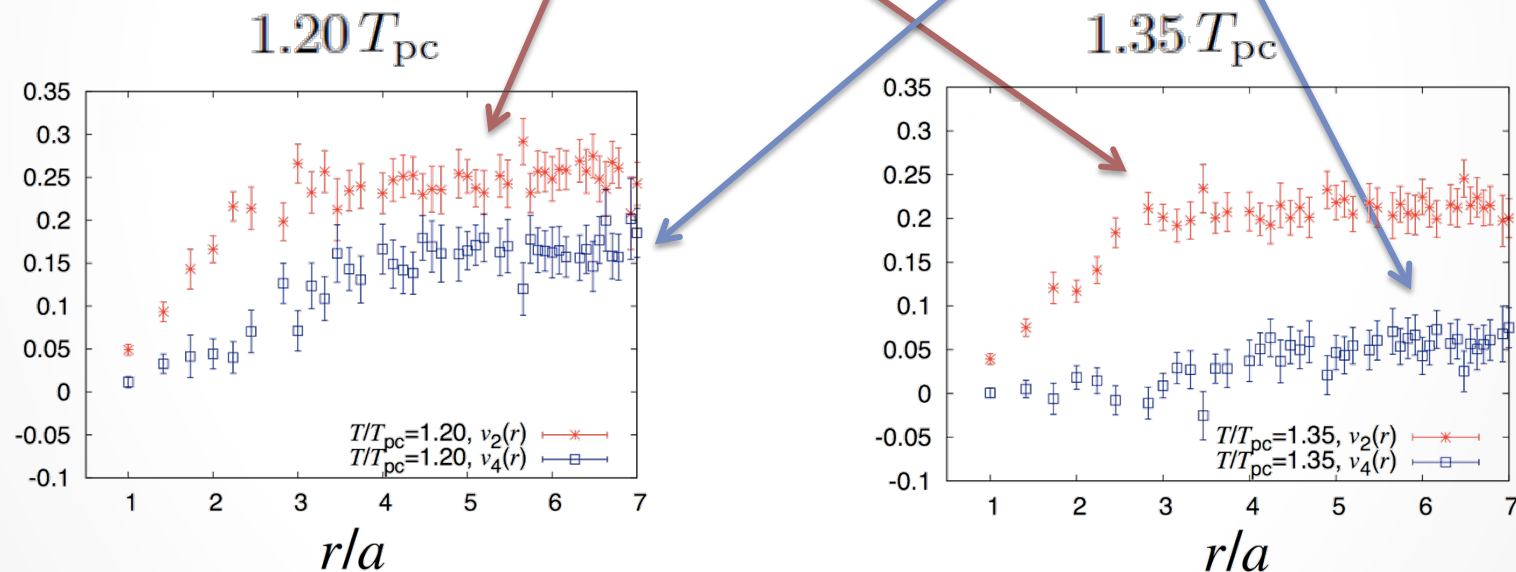 1.20 T_pc
0.35
0.3
0.25
0.2
0.15
0.1
0.05
0
-0.05
-0.1
T/T_pc=1.20, v_2(r)
T/T_pc=1.20, v_4(r)
1 2 3 4 5 6 7
r/a
1.35 T_pc
0.35
0.3
0.25
0.2
0.15
0.1
0.05
0
-0.05
-0.1
T/T_pc=1.35, v_2(r)
T/T_pc=1.35, v_4(r)
1 2 3 4 5 6 7
r/a